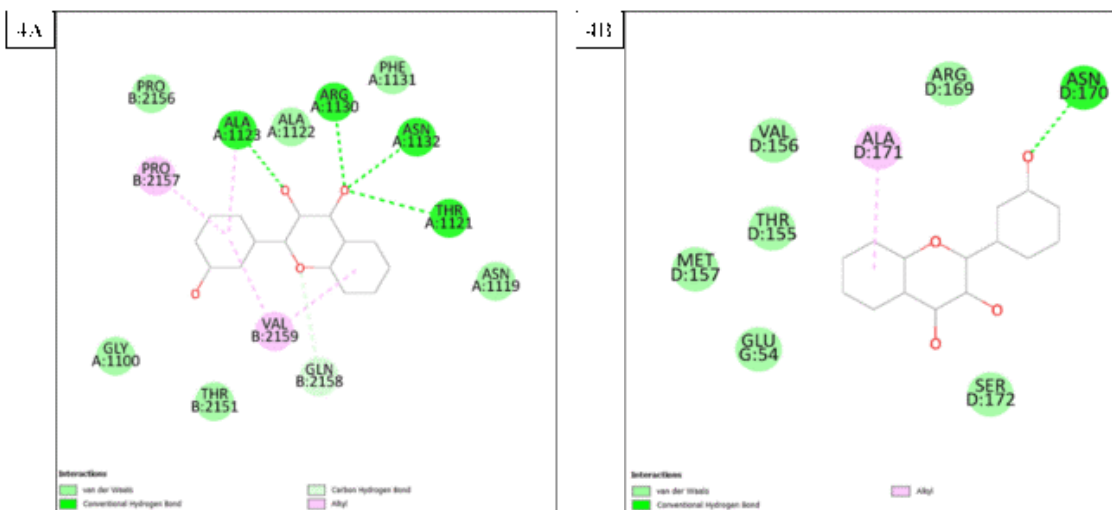 4A
PRO
B:2156
PHE
A:1131
ARG
A:1130
ALA
A:1123
ALA
A:1122
ASN
A:1132
PRO
B:2157
THR
A:1121
O
O
O
O
ASN
A:1119
VAL
B:2159
GLY
A:1100
GLN
B:2158
THR
B:2151
Interactions
van der Waals
Conventional Hydrogen Bond
Carbon Hydrogen Bond
Alkyl
4B
ARG
D:169
ASN
D:170
VAL
D:156
ALA
D:171
O
THR
D:155
MET
D:157
O
O
O
GLU
G:54
SER
D:172
Interactions
van der Waals
Conventional Hydrogen Bond
Alkyl